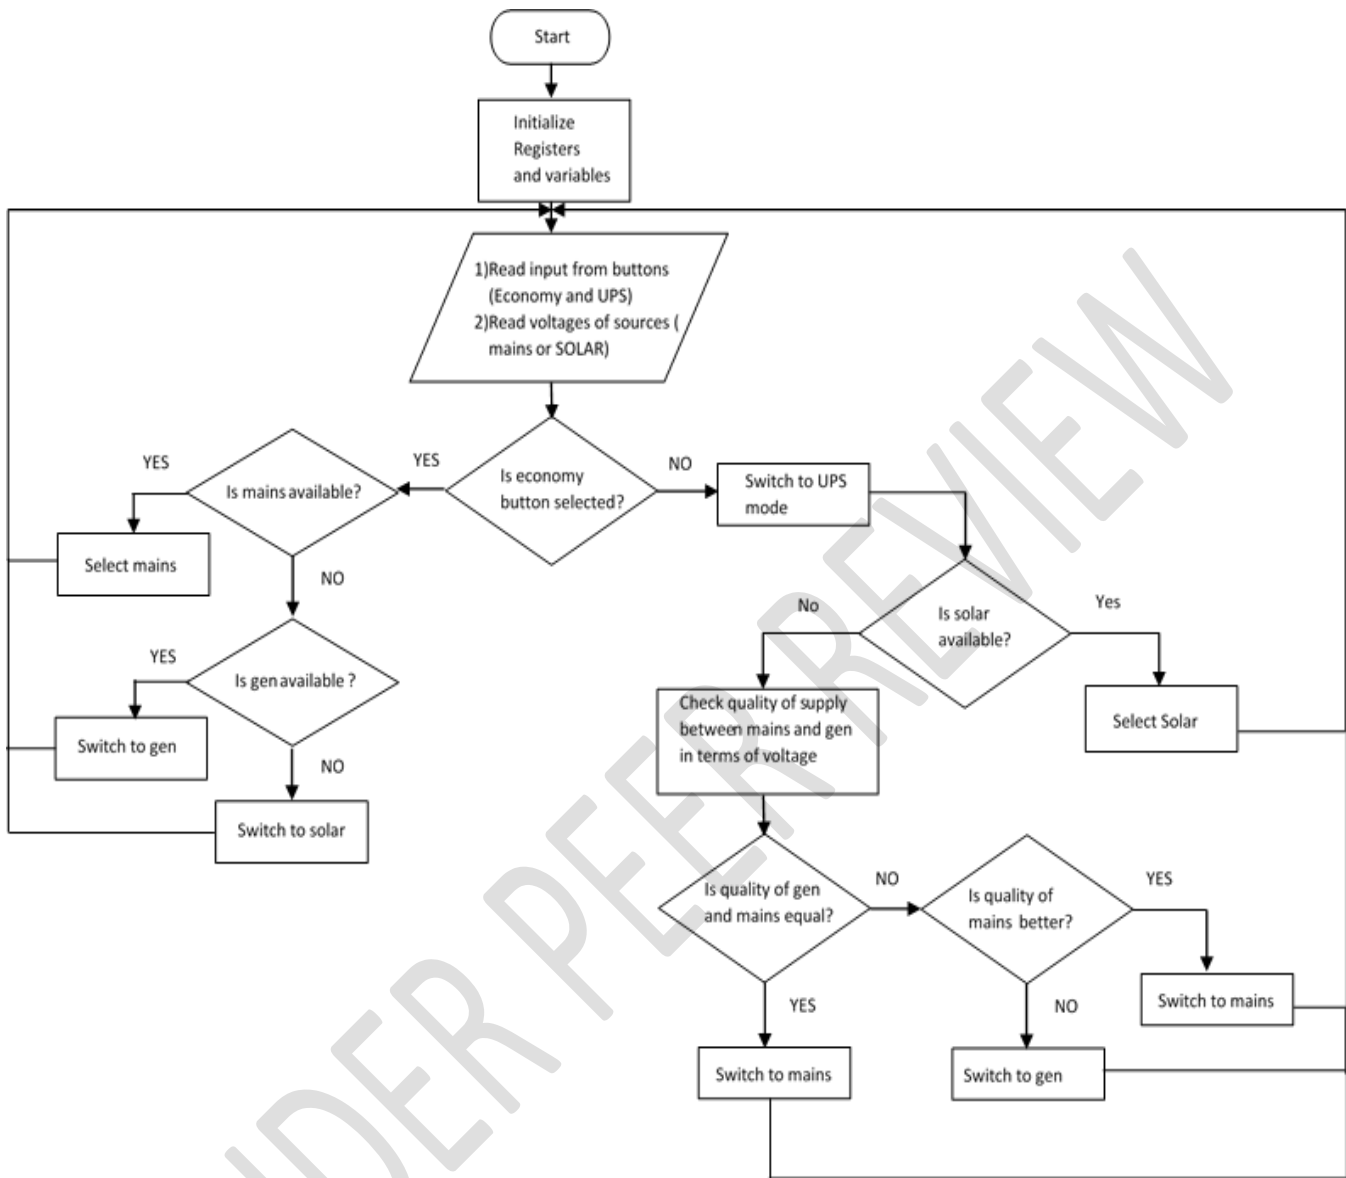 Start
Initialize
Registers
and variables
1)Read input from buttons
(Economy and UPS)
2)Read voltages of sources (
mains or SOLAR)
Is economy
button selected?
YES
NO
Is mains available?
YES
NO
Select mains
Is gen available ?
YES
NO
Switch to gen
Switch to solar
Switch to UPS
mode
Is solar
available?
No
Yes
Select Solar
Check quality of supply
between mains and gen
in terms of voltage
Is quality of gen
and mains equal?
NO
YES
Switch to mains
Is quality of
mains better?
YES
NO
Switch to mains
Switch to gen
NDER PEER REVIEW